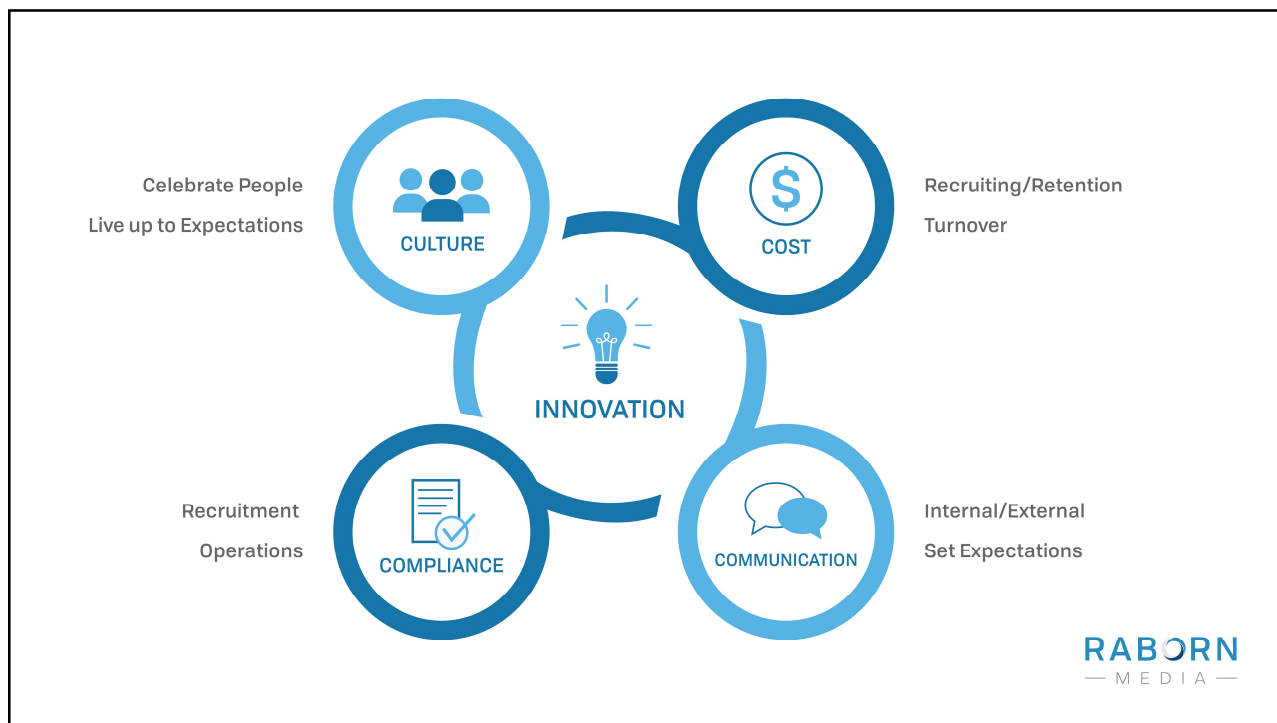 Celebrate People
Live up to Expectations
CULTURE
$
COST
Recruiting/Retention
Turnover
INNOVATION
Recruitment
Operations
COMPLIANCE
COMMUNICATION
Internal/External
Set Expectations
RABORN
MEDIA